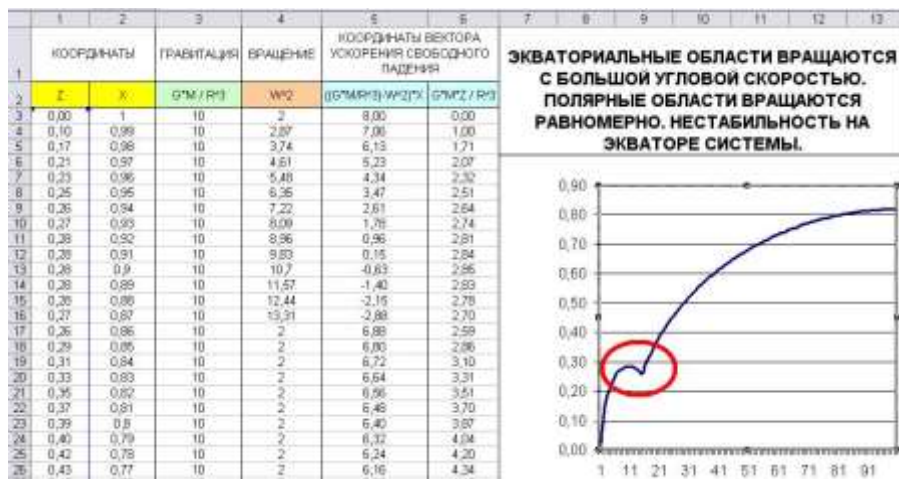 1 2 3 4 5 6 7 8 9 10 11 12 13
КООРДИНАТЫ ГРАВИТАЦИЯ ВРАЩЕНИЕ КООРДИНАТЫ ВЕКТОРА УСКОРЕНИЯ СВОБОДНОГО ПАДЕНИЯ
1
2 Z X G*M / R^3 W^2 ((G*M/R^3)-W^2)*X G*M*Z / R^3
3 0,00 1 10 2 8,00 0,00
4 0,10 0,99 10 2,87 7,06 1,00
5 0,17 0,98 10 3,74 6,13 1,71
6 0,21 0,97 10 4,61 5,23 2,07
7 0,23 0,96 10 5,48 4,34 2,32
8 0,25 0,95 10 6,35 3,47 2,51
9 0,26 0,94 10 7,22 2,61 2,64
10 0,27 0,93 10 8,09 1,78 2,74
11 0,28 0,92 10 8,96 0,96 2,81
12 0,28 0,91 10 9,83 0,15 2,84
13 0,28 0,9 10 10,7 -0,63 2,85
14 0,28 0,89 10 11,57 -1,40 2,83
15 0,28 0,88 10 12,44 -2,15 2,78
16 0,27 0,87 10 13,31 -2,88 2,70
17 0,26 0,86 10 2 6,88 2,59
18 0,29 0,85 10 2 6,80 2,86
19 0,31 0,84 10 2 6,72 3,10
20 0,33 0,83 10 2 6,64 3,31
21 0,35 0,82 10 2 6,56 3,51
22 0,37 0,81 10 2 6,48 3,70
23 0,39 0,8 10 2 6,40 3,87
24 0,40 0,79 10 2 6,32 4,04
25 0,42 0,78 10 2 6,24 4,20
26 0,43 0,77 10 2 6,16 4,34
ЭКВАТОРИАЛЬНЫЕ ОБЛАСТИ ВРАЩАЮТСЯ
С БОЛЬШОЙ УГЛОВОЙ СКОРОСТЬЮ.
ПОЛЯРНЫЕ ОБЛАСТИ ВРАЩАЮТСЯ
РАВНОМЕРНО. НЕСТАБИЛЬНОСТЬ НА
ЭКВАТОРЕ СИСТЕМЫ.
0,90
0,80
0,70
0,60
0,50
0,40
0,30
0,20
0,10
0,00
1 11 21 31 41 51 61 71 81 91